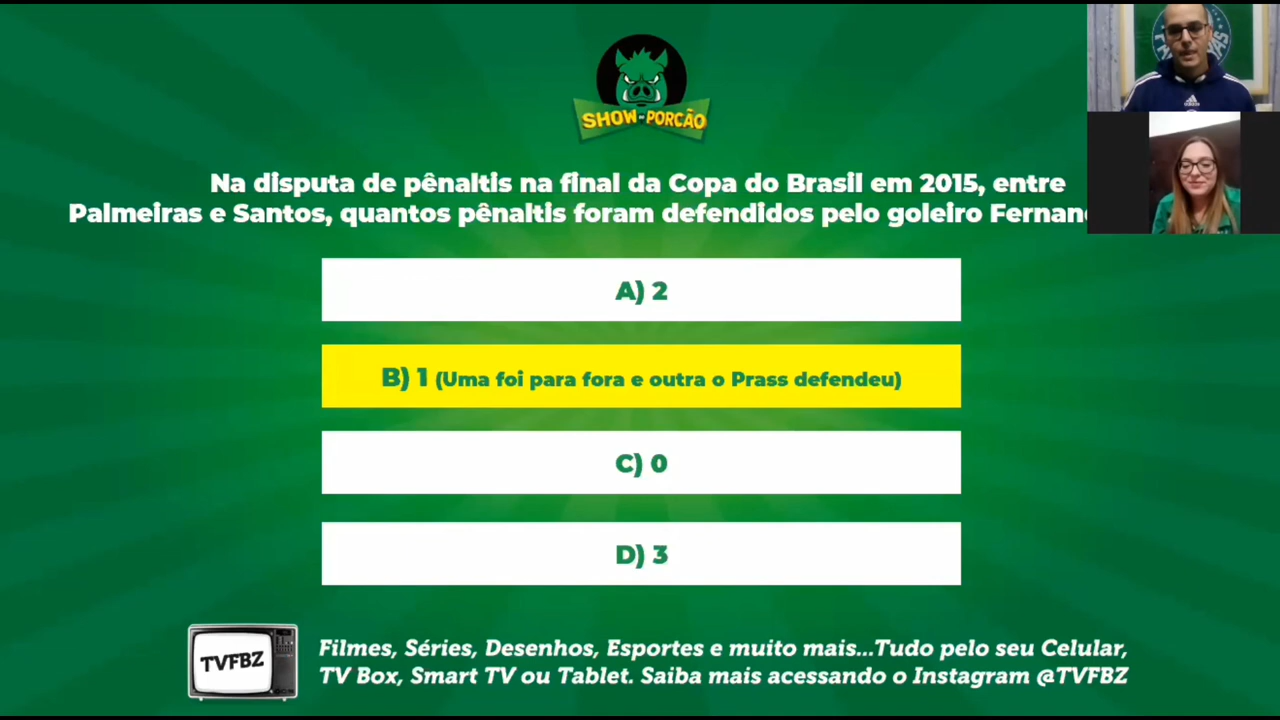 SHOW DO PORCÃO
Na disputa de pênaltis na final da Copa do Brasil em 2015, entre
Palmeiras e Santos, quantos pênaltis foram defendidos pelo goleiro
A) 2
B) 1 (Uma foi para fora e outra o Prass defendeu)
C) 0
D) 3
TVFBZ
Filmes, Séries, Desenhos, Esportes e muito mais...Tudo pelo seu Celular,
TV Box, Smart TV ou Tablet. Saiba mais acessando o Instagram @TVFBZ